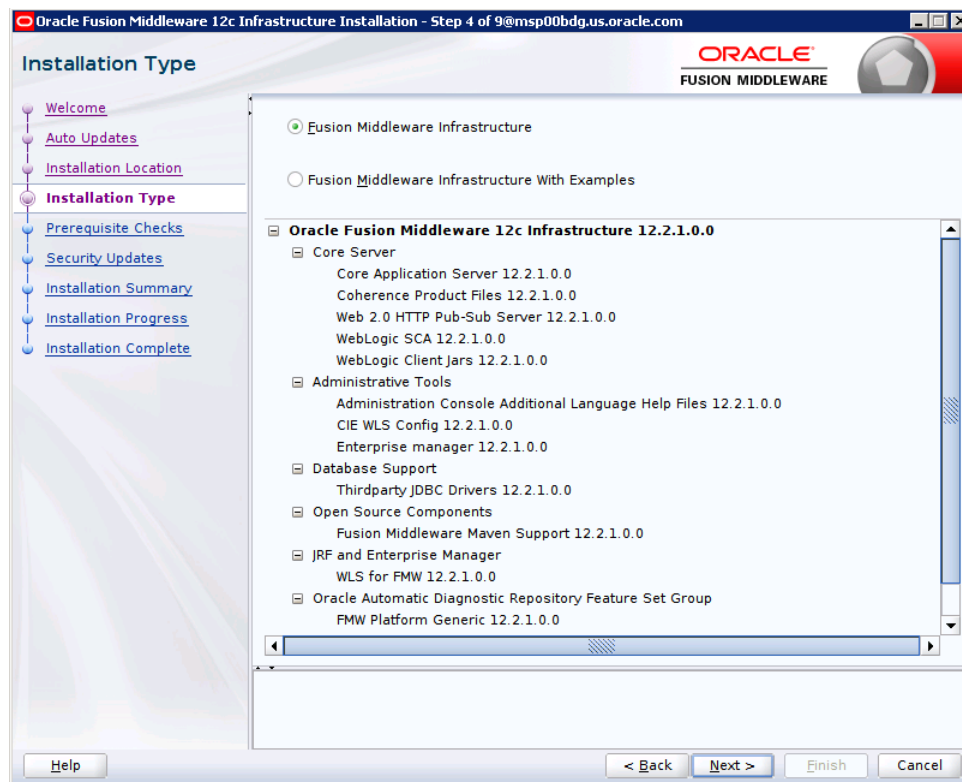 Oracle Fusion Middleware 12c Infrastructure Installation - Step 4 of 9@msp00bdg.us.oracle.com
Installation Type
ORACLE
FUSION MIDDLEWARE
Welcome
Auto Updates
Installation Location
Installation Type
Prerequisite Checks
Security Updates
Installation Summary
Installation Progress
Installation Complete
Fusion Middleware Infrastructure
Fusion Middleware Infrastructure With Examples
Oracle Fusion Middleware 12c Infrastructure 12.2.1.0.0
Core Server
Core Application Server 12.2.1.0.0
Coherence Product Files 12.2.1.0.0
Web 2.0 HTTP Pub-Sub Server 12.2.1.0.0
WebLogic SCA 12.2.1.0.0
WebLogic Client Jars 12.2.1.0.0
Administrative Tools
Administration Console Additional Language Help Files 12.2.1.0.0
CIE WLS Config 12.2.1.0.0
Enterprise manager 12.2.1.0.0
Database Support
Thirdparty JDBC Drivers 12.2.1.0.0
Open Source Components
Fusion Middleware Maven Support 12.2.1.0.0
JRF and Enterprise Manager
WLS for FMW 12.2.1.0.0
Oracle Automatic Diagnostic Repository Feature Set Group
FMW Platform Generic 12.2.1.0.0
Help
< Back
Next >
Finish
Cancel